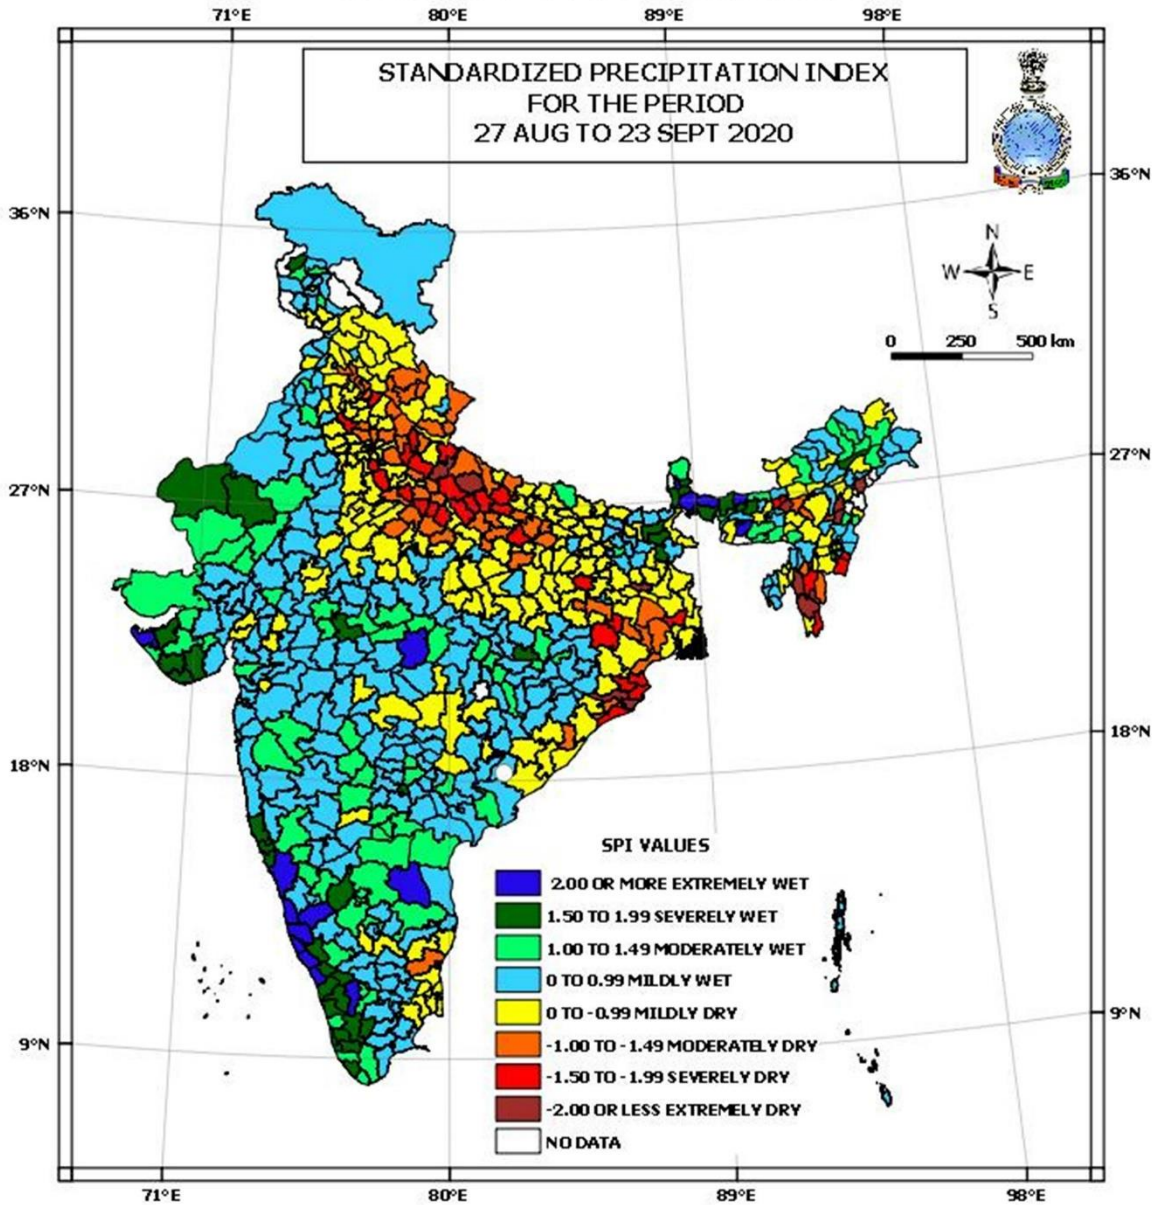 71°E 80°E 89°E 98°E
STANDARDIZED PRECIPITATION INDEX
FOR THE PERIOD
27 AUG TO 23 SEPT 2020
36°N
36°N
N
W E
S
0 250 500 km
27°N
27°N
18°N
18°N
SPI VALUES
2.00 OR MORE EXTREMELY WET
1.50 TO 1.99 SEVERELY WET
1.00 TO 1.49 MODERATELY WET
0 TO 0.99 MILDLY WET
0 TO -0.99 MILDLY DRY
-1.00 TO -1.49 MODERATELY DRY
-1.50 TO -1.99 SEVERELY DRY
-2.00 OR LESS EXTREMELY DRY
NO DATA
9°N
9°N
71°E 80°E 89°E 98°E